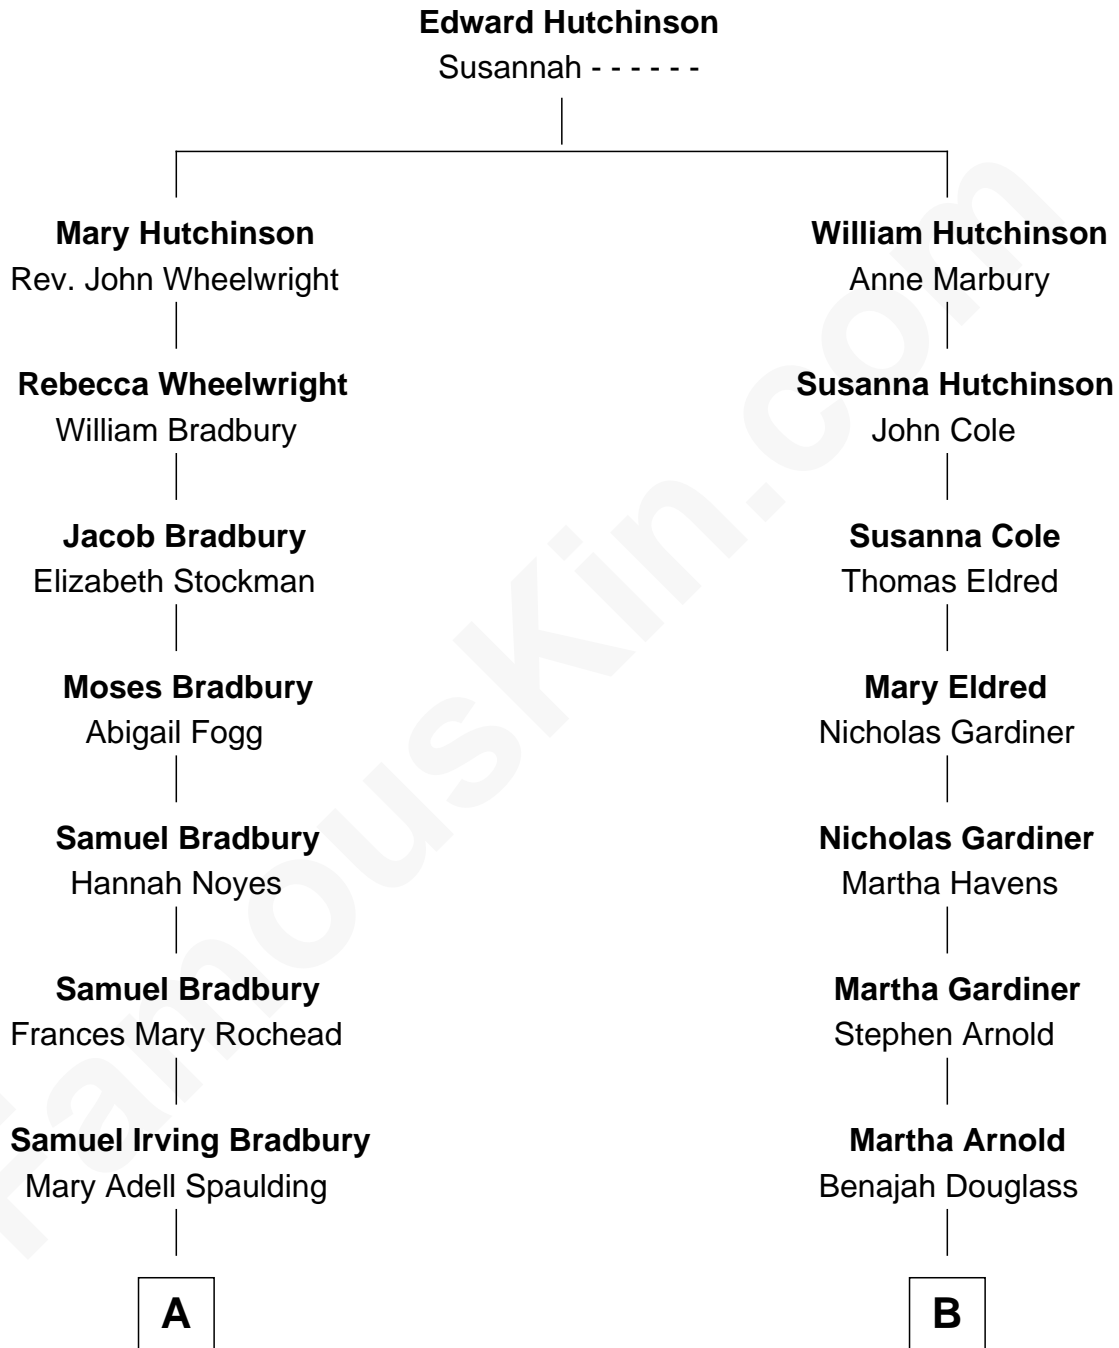 Edward Hutchinson
Susannah - - - - - -
Mary Hutchinson
Rev. John Wheelwright
Rebecca Wheelwright
William Bradbury
Jacob Bradbury
Elizabeth Stockman
Moses Bradbury
Abigail Fogg
Samuel Bradbury
Hannah Noyes
Samuel Bradbury
Frances Mary Rochead
Samuel Irving Bradbury
Mary Adell Spaulding
A
William Hutchinson
Anne Marbury
Susanna Hutchinson
John Cole
Susanna Cole
Thomas Eldred
Mary Eldred
Nicholas Gardiner
Nicholas Gardiner
Martha Havens
Martha Gardiner
Stephen Arnold
Martha Arnold
Benajah Douglass
B
FamousKin.com